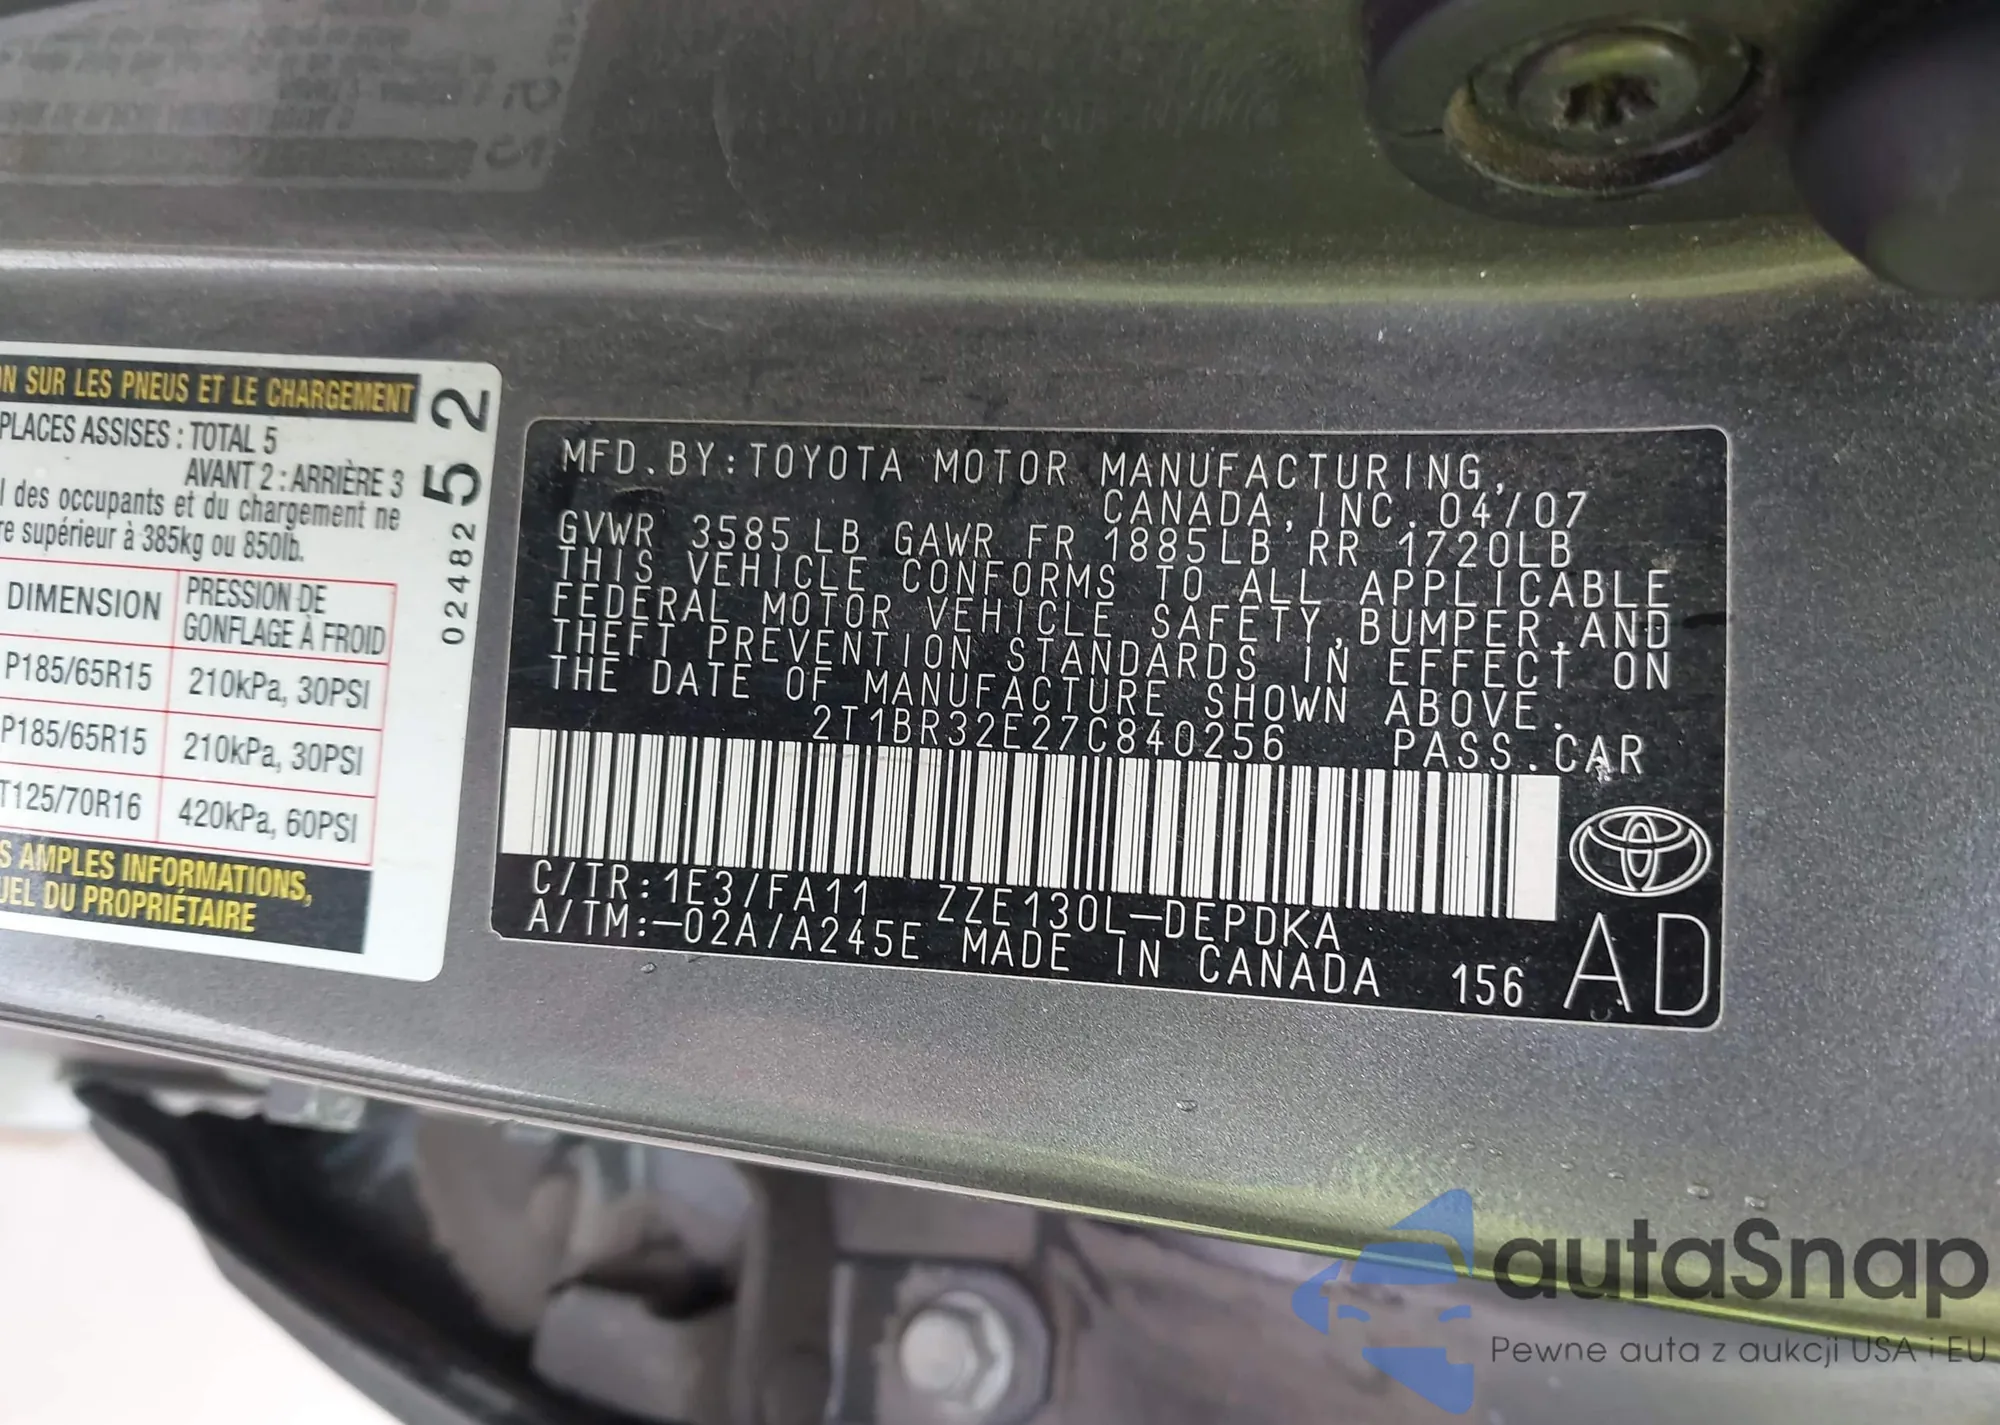 N SUR LES PNEUS ET LE CHARGEMENT
PLACES ASSISES : TOTAL 5
AVANT 2 : ARRIÈRE 3
l des occupants et du chargement ne
re supérieur à 385kg ou 850lb.
DIMENSION PRESSION DE GONFLAGE À FROID
P185/65R15 210kPa, 30PSI
P185/65R15 210kPa, 30PSI
T125/70R16 420kPa, 60PSI
S AMPLES INFORMATIONS,
UEL DU PROPRIÉTAIRE
02482 52
MFD. BY: TOYOTA MOTOR MANUFACTURING,
CANADA, INC. 04/07
GVWR 3585 LB GAWR FR 1885LB RR 1720LB
THIS VEHICLE CONFORMS TO ALL APPLICABLE
FEDERAL MOTOR VEHICLE SAFETY, BUMPER, AND
THEFT PREVENTION STANDARDS IN EFFECT ON
THE DATE OF MANUFACTURE SHOWN ABOVE.
2T1BR32E27C840256 PASS. CAR
C/TR: 1E3/FA11 ZZE130L-DEPDKA
A/TM:-02A/A245E MADE IN CANADA 156 AD
autaSnap
Pewne auta z aukcji USA i EU